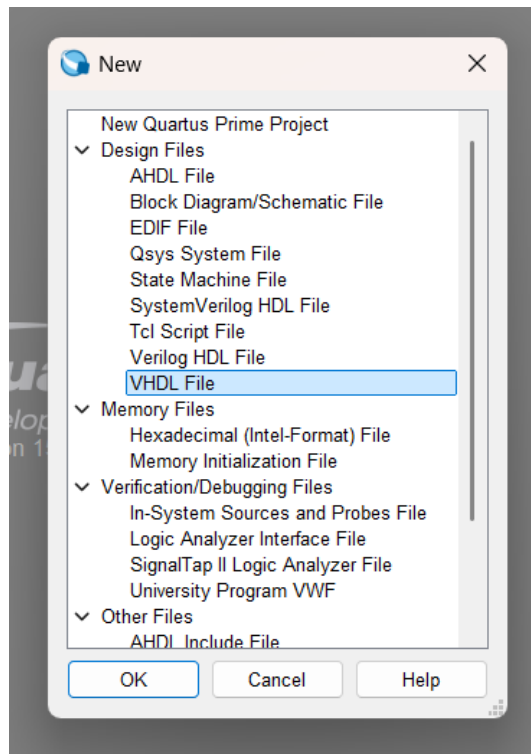 New
New Quartus Prime Project
Design Files
AHDL File
Block Diagram/Schematic File
EDIF File
Qsys System File
State Machine File
SystemVerilog HDL File
Tcl Script File
Verilog HDL File
VHDL File
Memory Files
Hexadecimal (Intel-Format) File
Memory Initialization File
Verification/Debugging Files
In-System Sources and Probes File
Logic Analyzer Interface File
SignalTap II Logic Analyzer File
University Program VWF
Other Files
AHDL Include File
OK Cancel Help